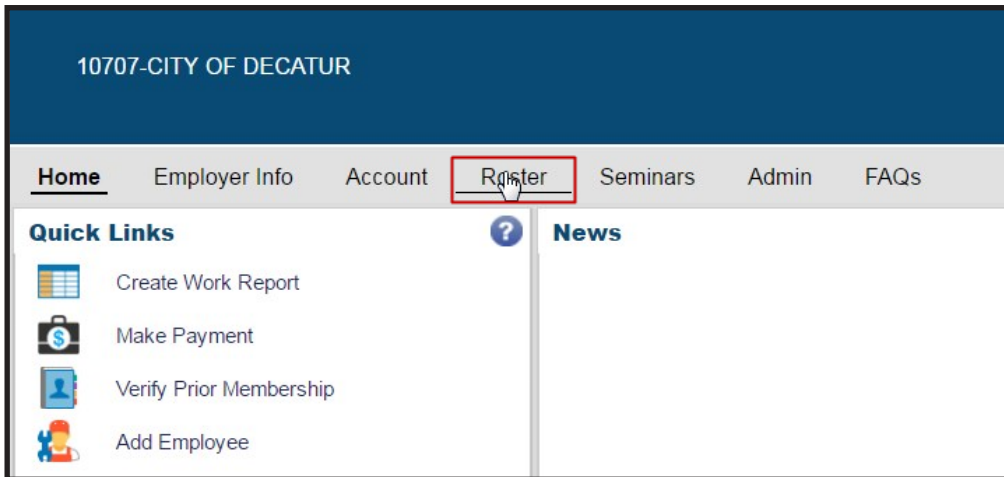 10707-CITY OF DECATUR
Home Employer Info Account Roster Seminars Admin FAQs
Quick Links ? News
Create Work Report
$
Make Payment
Verify Prior Membership
Add Employee